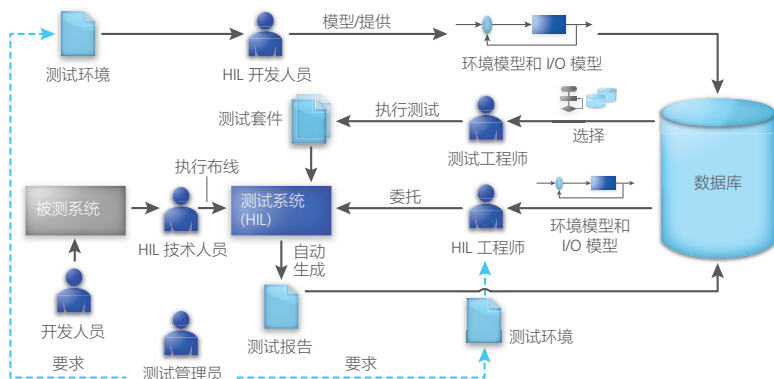 模型/提供
测试环境
HIL 开发人员
环境模型和 I/O 模型
测试套件
执行测试
测试工程师
选择
数据库
执行布线
被测系统
HIL 技术人员
测试系统
(HIL)
委托
HIL 工程师
环境模型和
I/O 模型
自动
生成
开发人员
测试报告
测试环境
要求
测试管理员
要求